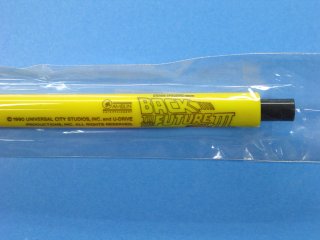 BACK
TO THE
FUTURE III
© 1990 UNIVERSAL CITY STUDIOS, INC. and U-DRIVE
PRODUCTIONS, INC. ALL RIGHTS RESERVED.